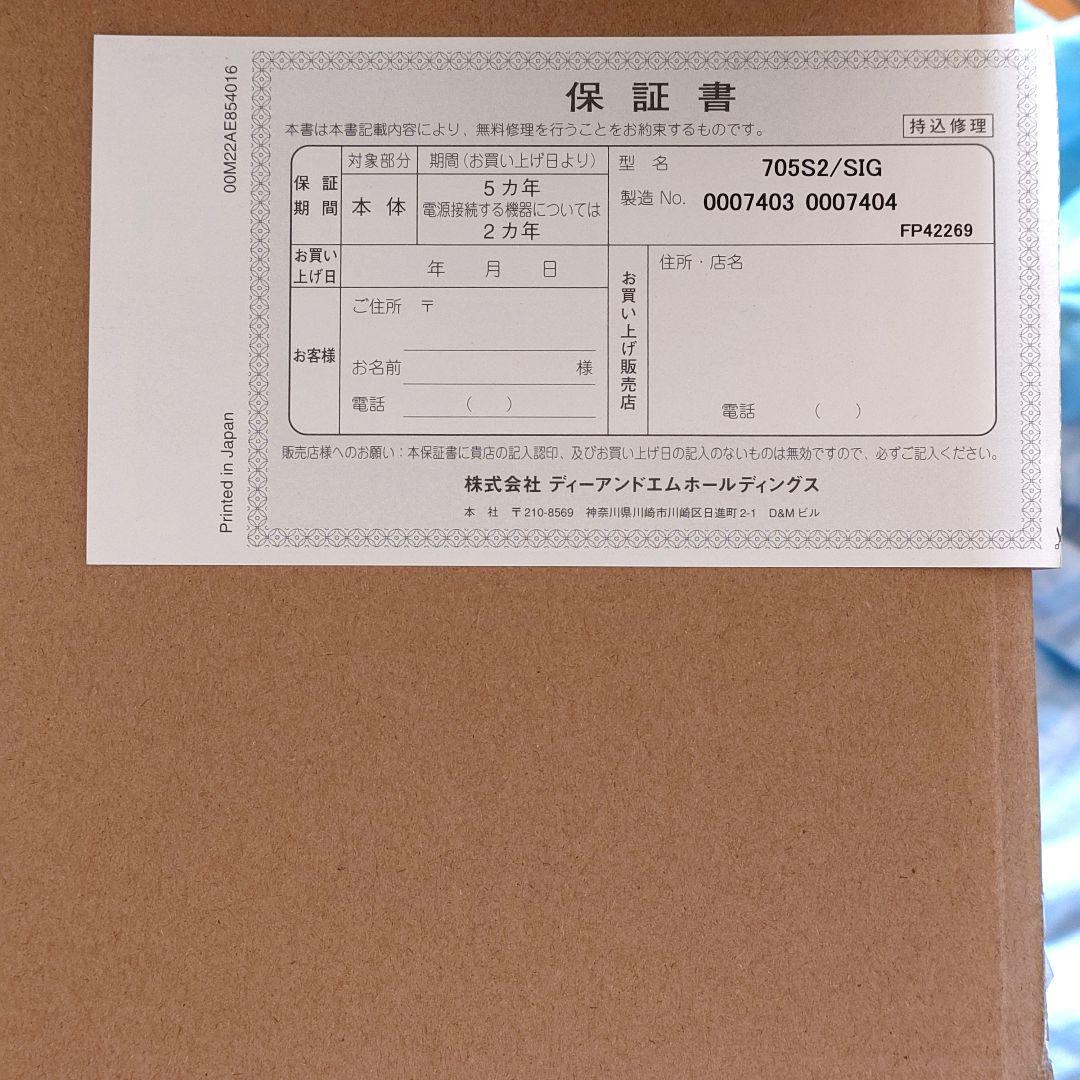 保証書
本書は本書記載内容により、無料修理を行うことをお約束するものです。
持込修理
保証期間
対象部分
期間(お買い上げ日より)
本体
5カ年
電源接続する機器については
2カ年
型名
705S2/SIG
製造No.
0007403 0007404
FP42269
お買い上げ日
年 月 日
お客様
ご住所 〒
お名前 様
電話 ( )
お買い上げ販売店
住所・店名
電話 ( )
販売店様へのお願い:本保証書に貴店の記入認印、及びお買い上げ日の記入のないものは無効ですので、必ずご記入ください。
株式会社 ディーアンドエムホールディングス
本 社 〒210-8569 神奈川県川崎市川崎区日進町2-1 D&Mビル
00M22AE854016
Printed in Japan